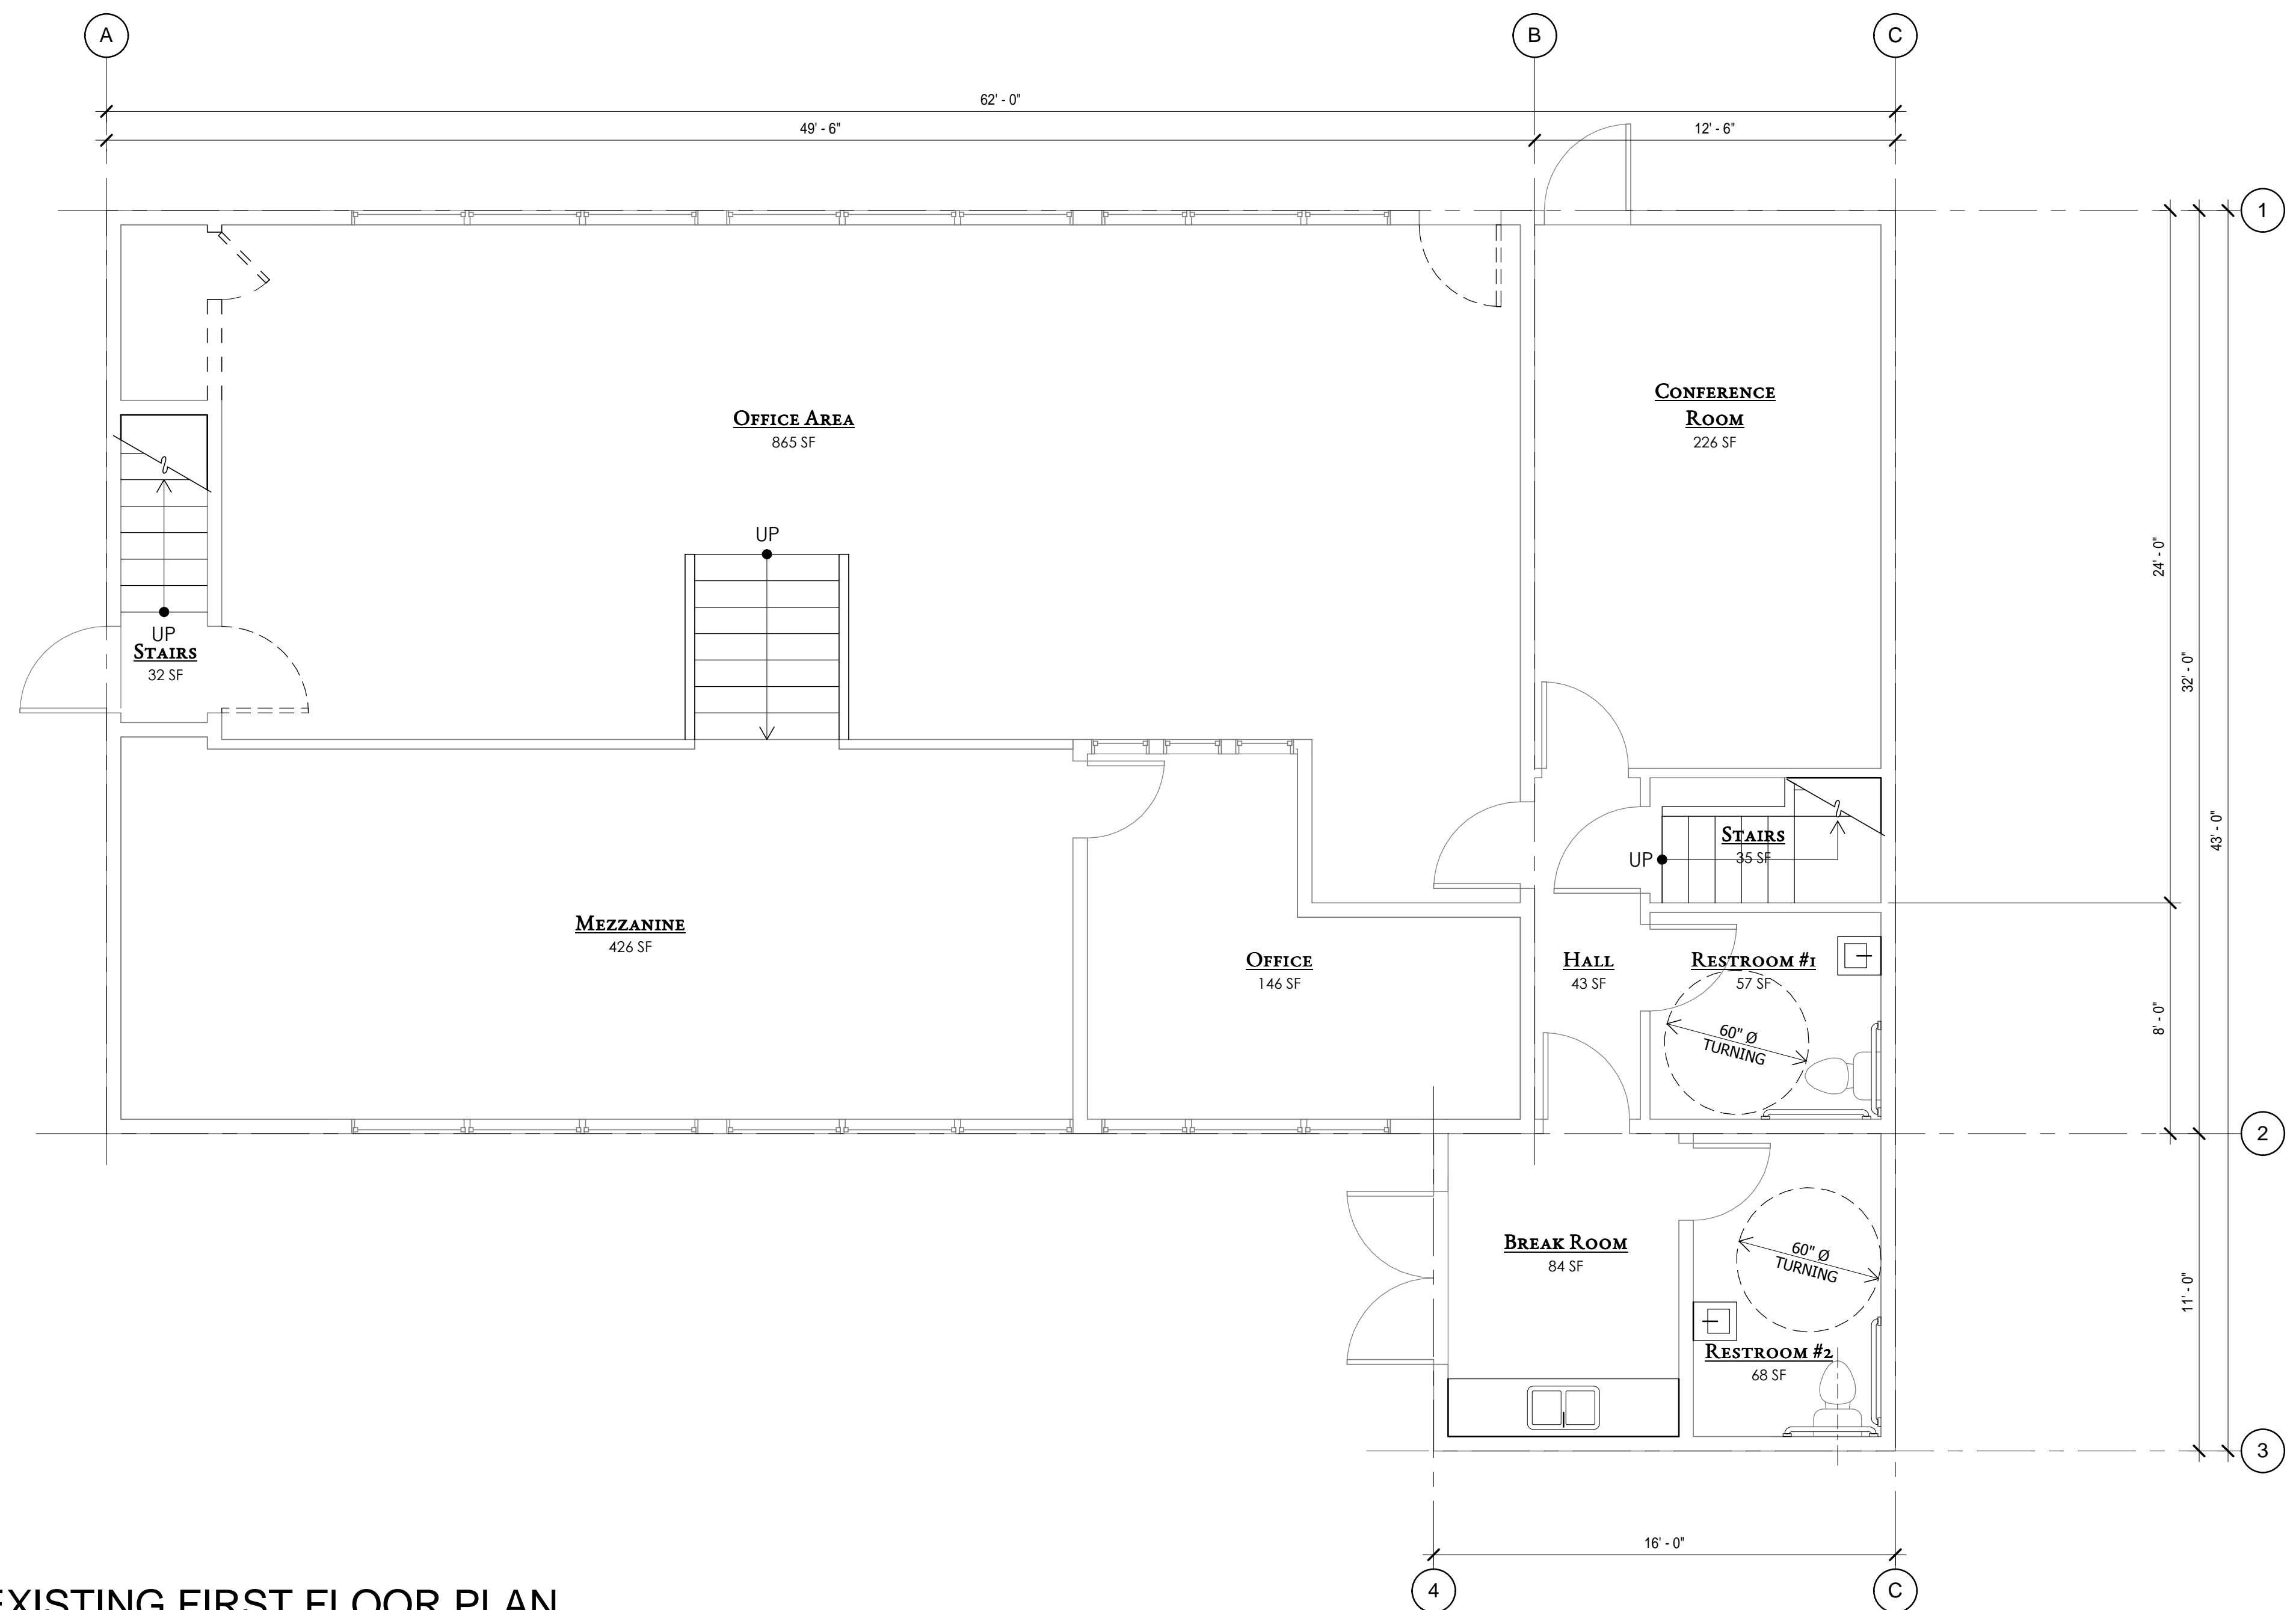 A
B
C
62' - 0"
49' - 6"
12' - 6"
1
OFFICE AREA
865 SF
CONFERENCE
ROOM
226 SF
UP
24' - 0"
UP
STAIRS
32 SF
32' - 0"
43' - 0"
STAIRS
35 SF
UP
MEZZANINE
426 SF
OFFICE
146 SF
HALL
43 SF
RESTROOM #1
57 SF
60" Ø
TURNING
8' - 0"
2
BREAK ROOM
84 SF
60" Ø
TURNING
11' - 0"
RESTROOM #2
68 SF
3
16' - 0"
4
C
EXISTING FIRST FLOOR PLAN